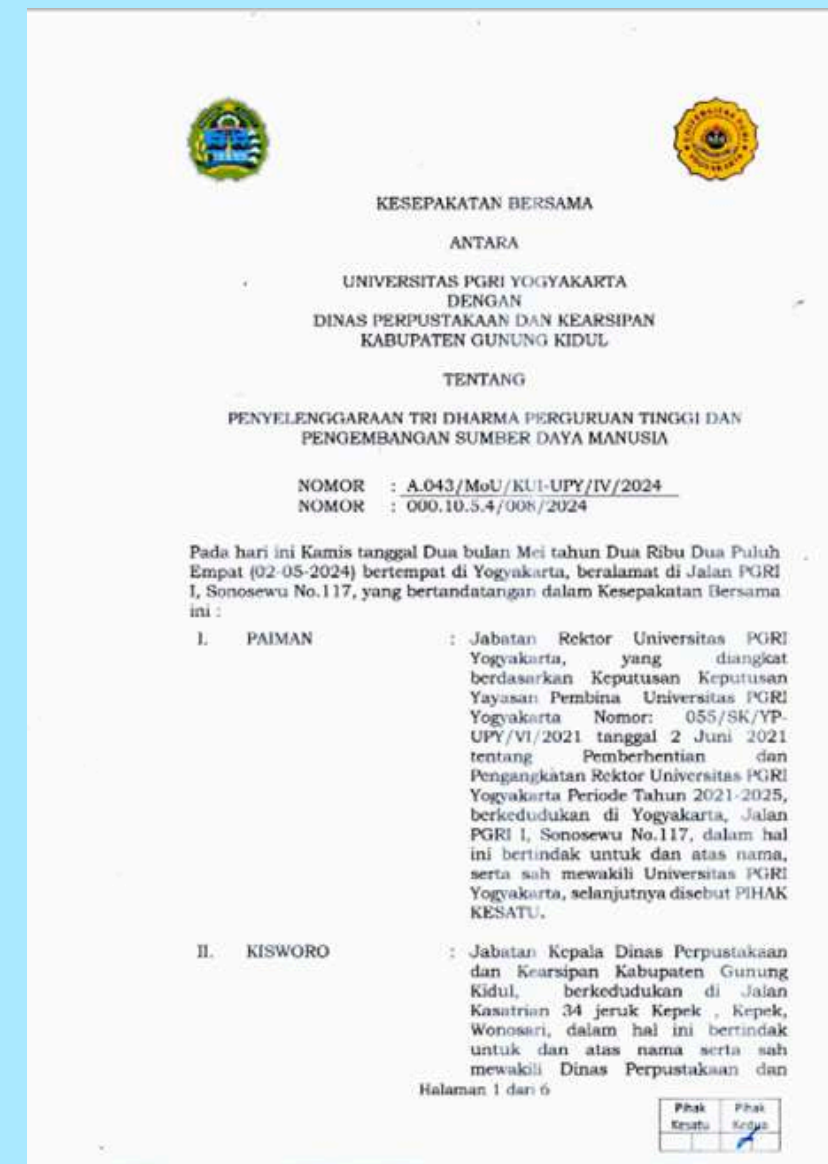 KESEPAKATAN BERSAMA
ANTARA
UNIVERSITAS PGRI YOGYAKARTA
DENGAN
DINAS PERPUSTAKAAN DAN KEARSIPAN
KABUPATEN GUNUNG KIDUL
TENTANG
PENYELENGGARAAN TRI DHARMA PERGURUAN TINGGI DAN
PENGEMBANGAN SUMBER DAYA MANUSIA
NOMOR : A.043/MoU/KUI-UPY/IV/2024
NOMOR : 000.10.5.4/008/2024
Pada hari ini Kamis tanggal Dua bulan Mei tahun Dua Ribu Dua Puluh
Empat (02-05-2024) bertempat di Yogyakarta, beralamat di Jalan PGRI
I, Sonosewu No.117, yang bertandatangan dalam Kesepakatan Bersama
ini :
I. PAIMAN : Jabatan Rektor Universitas PGRI
Yogyakarta, yang diangkat
berdasarkan Keputusan Keputusan
Yayasan Pembina Universitas PGRI
Yogyakarta Nomor: 055/SK/YP-
UPY/VI/2021 tanggal 2 Juni 2021
tentang Pemberhentian dan
Pengangkatan Rektor Universitas PGRI
Yogyakarta Periode Tahun 2021-2025,
berkedudukan di Yogyakarta, Jalan
PGRI I, Sonosewu No.117, dalam hal
ini bertindak untuk dan atas nama,
serta sah mewakili Universitas PGRI
Yogyakarta, selanjutnya disebut PIHAK
KESATU.
II. KISWORO : Jabatan Kepala Dinas Perpustakaan
dan Kearsipan Kabupaten Gunung
Kidul, berkedudukan di Jalan
Kasatrian 34 jeruk Kepek , Kepek,
Wonosari, dalam hal ini bertindak
untuk dan atas nama serta sah
mewakili Dinas Perpustakaan dan
Halaman 1 dari 6
Pihak Kesatu
Pihak Kedua